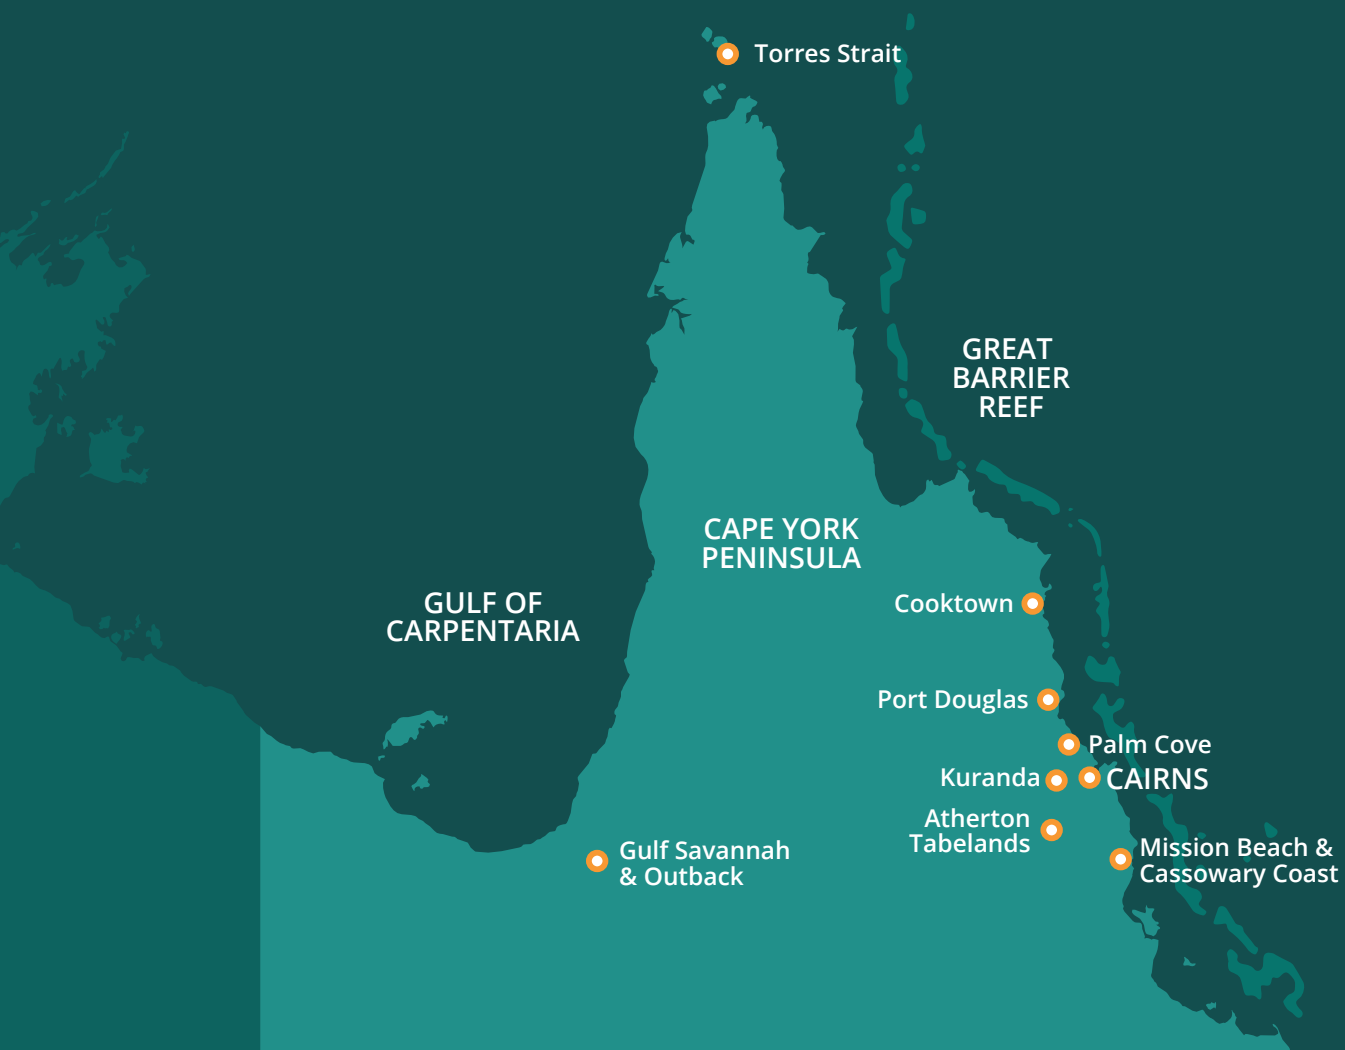 Torres Strait
GREAT
BARRIER
REEF
CAPE YORK
PENINSULA
GULF OF
CARPENTARIA
Cooktown
Port Douglas
Palm Cove
Kuranda
CAIRNS
Atherton
Tabelands
Mission Beach &
Cassowary Coast
Gulf Savannah
& Outback